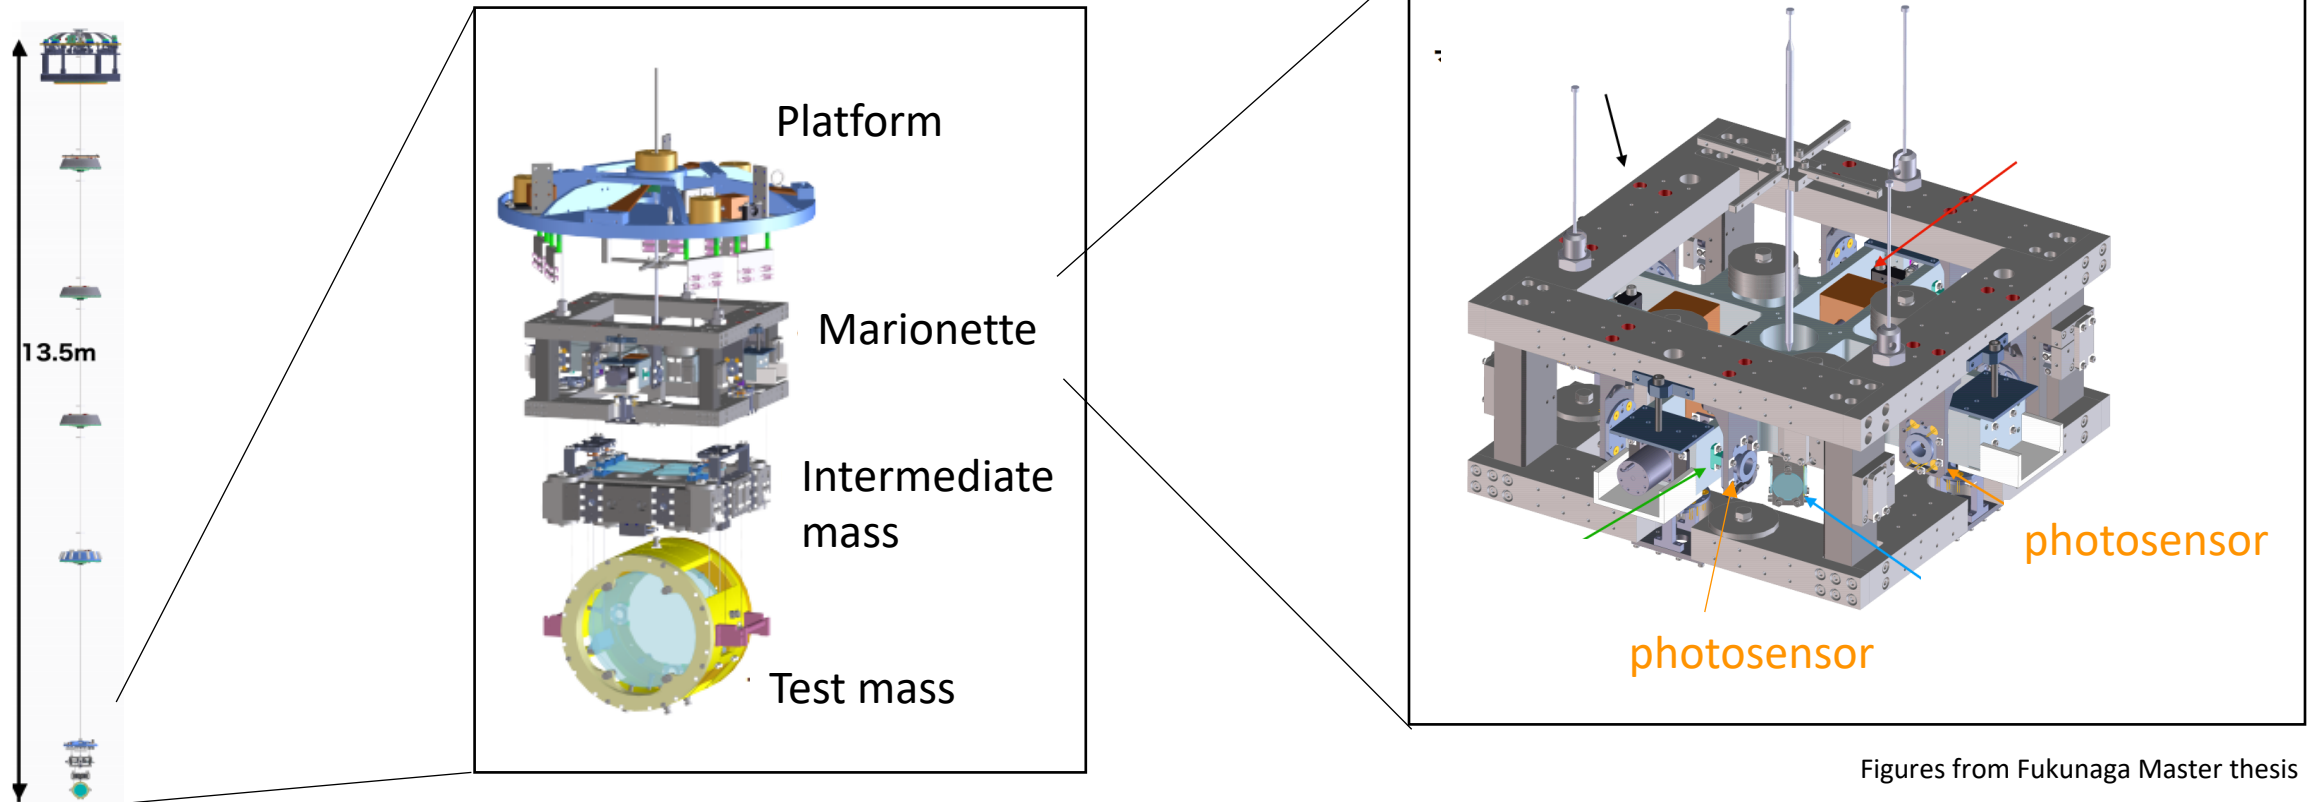 13.5m
Platform
Marionette
Intermediate
mass
Test mass
photosensor
photosensor
Figures from Fukunaga Master thesis